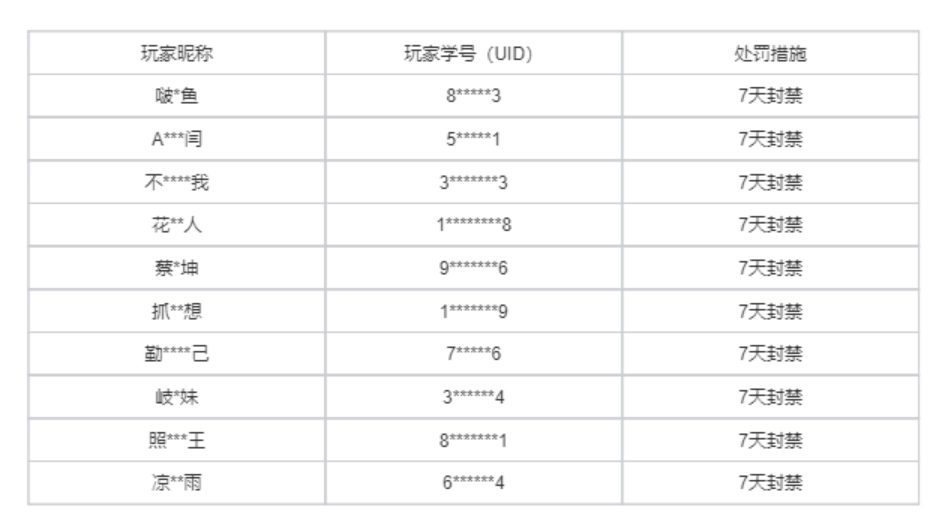 玩家昵称 玩家学号（UID） 处罚措施
啵*鱼 8*****3 7天封禁
A***闫 5*****1 7天封禁
不****我 3*******3 7天封禁
花**人 1********8 7天封禁
蔡*坤 9*******6 7天封禁
抓**想 1*******9 7天封禁
勤****己 7*****6 7天封禁
岐*妹 3******4 7天封禁
照***王 8*******1 7天封禁
凉**雨 6******4 7天封禁